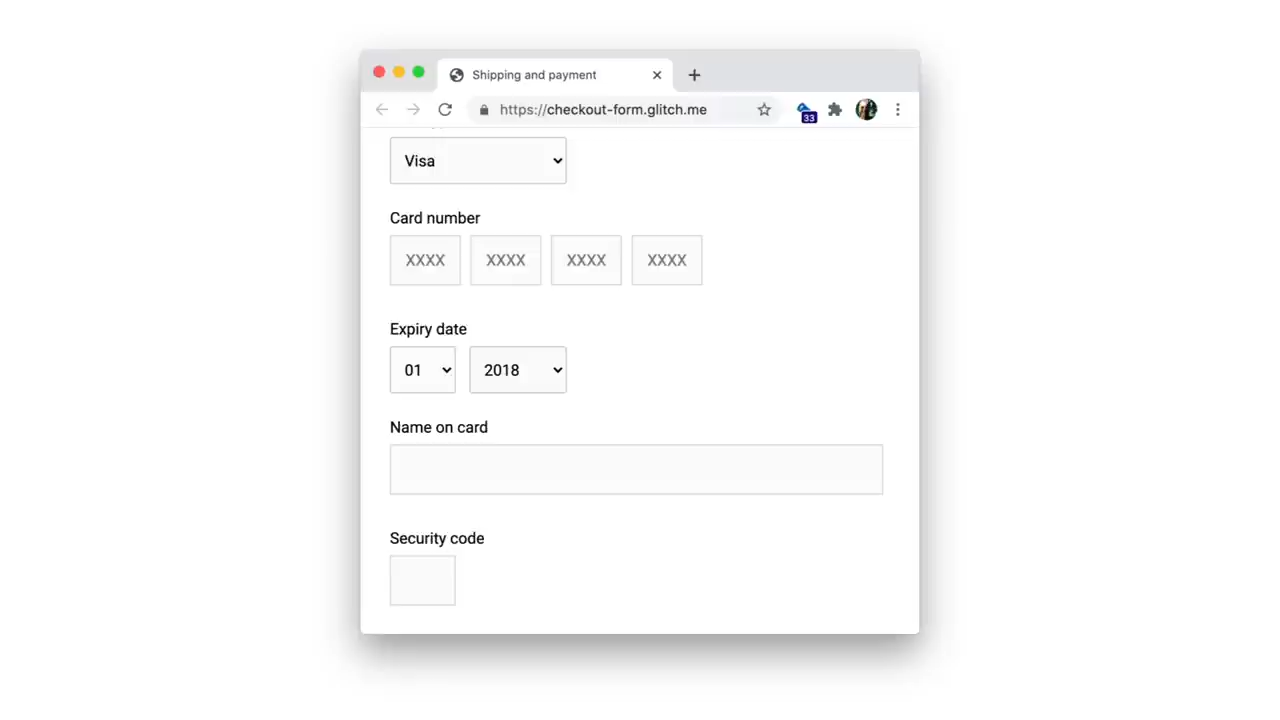 Shipping and payment
https://checkout-form.glitch.me
33
Visa
Card number
XXXX XXXX XXXX XXXX
Expiry date
01 2018
Name on card
Security code